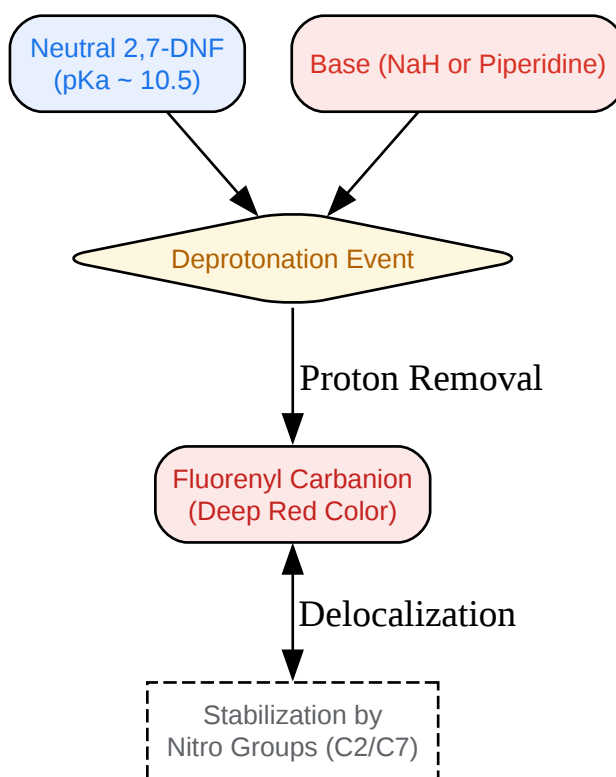 Neutral 2,7-DNF
(pKa ~ 10.5)
Base (NaH or Piperidine)
Deprotonation Event
Proton Removal
Fluorenyl Carbanion
(Deep Red Color)
Delocalization
Stabilization by
Nitro Groups (C2/C7)